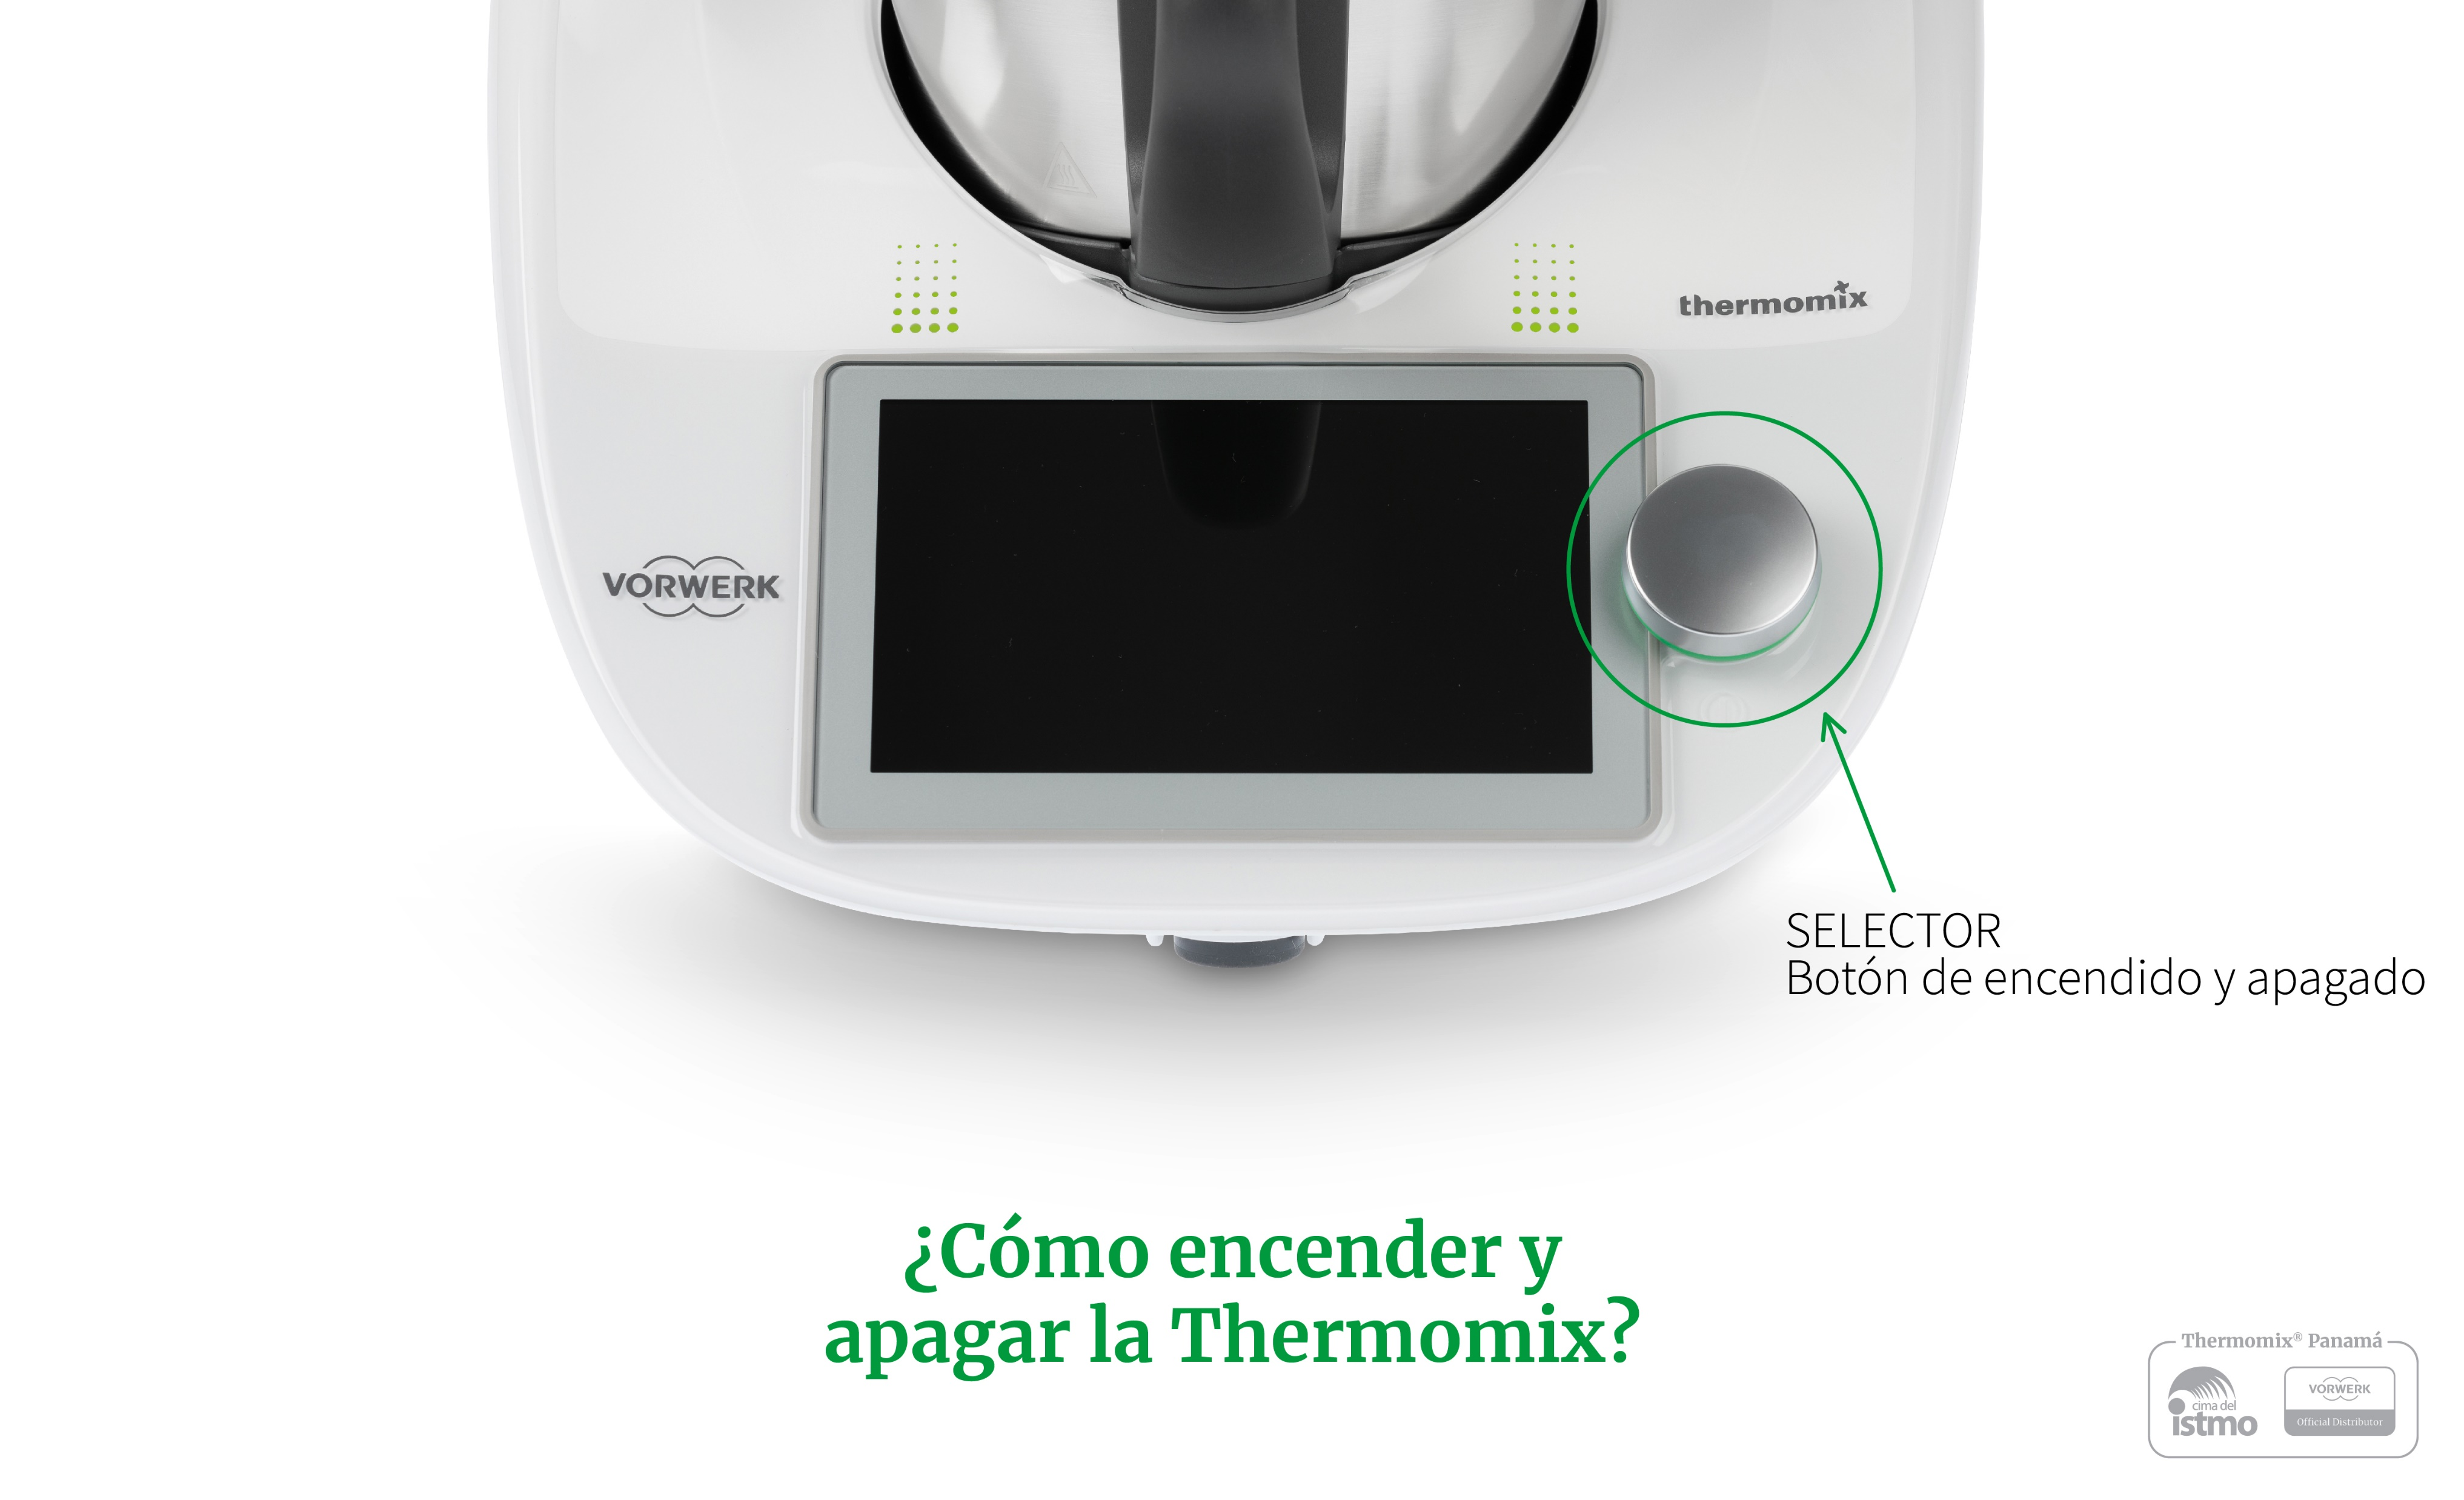 thermomix
VORWERK
SELECTOR
Botón de encendido y apagado
¿Cómo encender y
apagar la Thermomix?
Thermomix® Panamá
cima del
istmo
VORWERK
Official Distributor